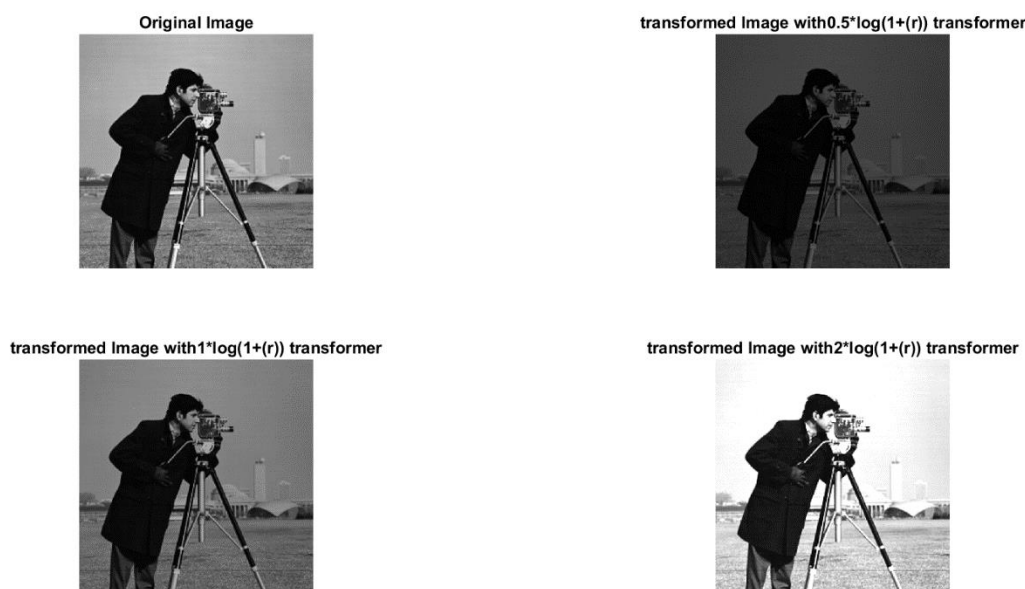 Original Image
transformed Image with0.5*log(1+(r)) transformer
transformed Image with1*log(1+(r)) transformer
transformed Image with2*log(1+(r)) transformer